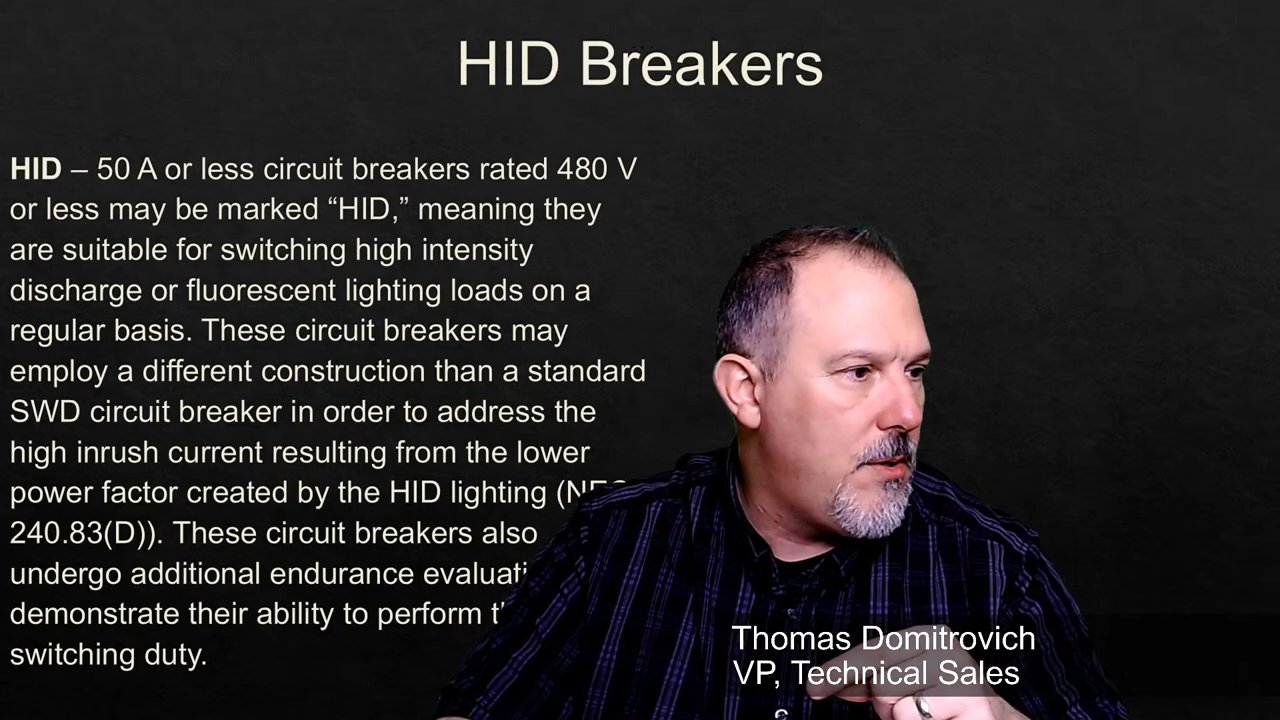 HID Breakers
HID – 50 A or less circuit breakers rated 480 V
or less may be marked “HID,” meaning they
are suitable for switching high intensity
discharge or fluorescent lighting loads on a
regular basis. These circuit breakers may
employ a different construction than a standard
SWD circuit breaker in order to address the
high inrush current resulting from the lower
power factor created by the HID lighting
240.83(D)). These circuit breakers also
undergo additional endurance
demonstrate their ability to perform
switching duty.
Thomas Domitrovich
VP, Technical Sales